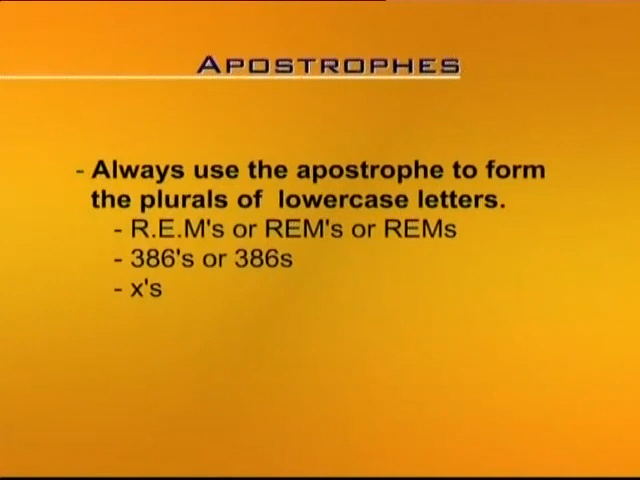 APOSTROPHES
- Always use the apostrophe to form
the plurals of lowercase letters.
- R.E.M's or REM's or REMs
- 386's or 386s
- x's